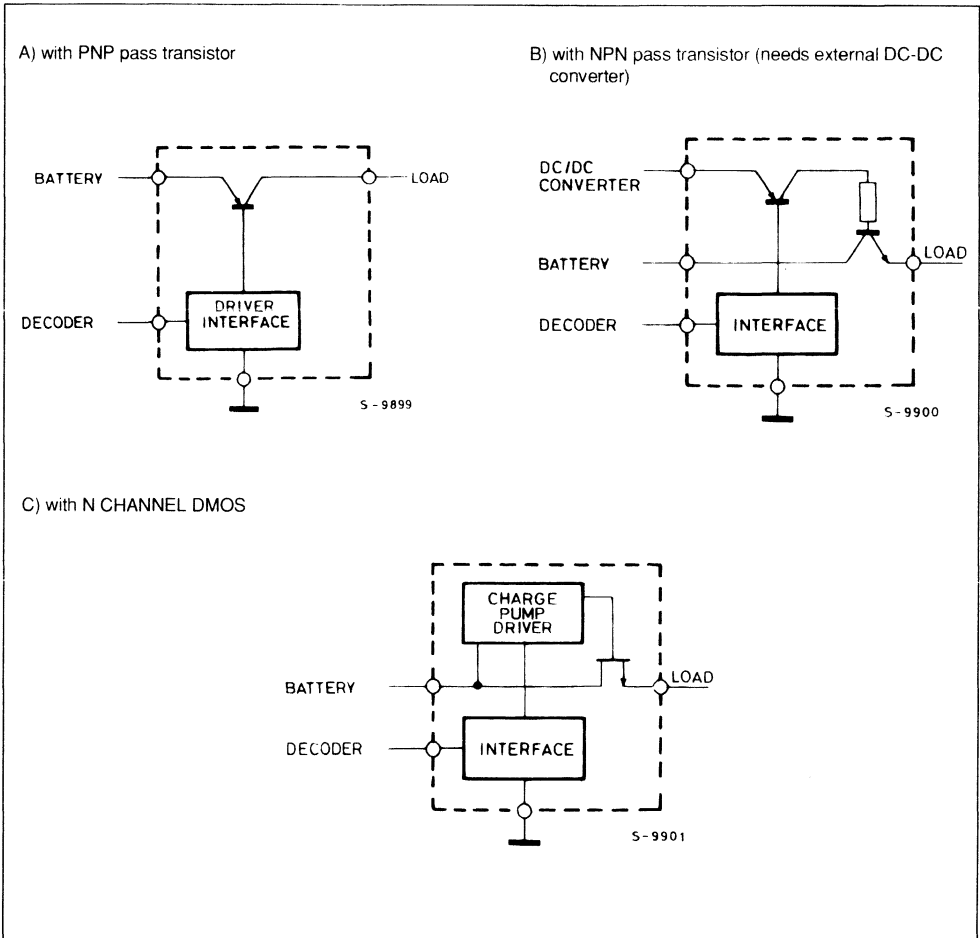 A) with PNP pass transistor
B) with NPN pass transistor (needs external DC-DC
converter)
BATTERY
LOAD
DRIVER
INTERFACE
DECODER
S-9899
DC/DC
CONVERTER
BATTERY
LOAD
DECODER
INTERFACE
S-9900
C) with N CHANNEL DMOS
CHARGE
PUMP
DRIVER
BATTERY
LOAD
DECODER
INTERFACE
S-9901